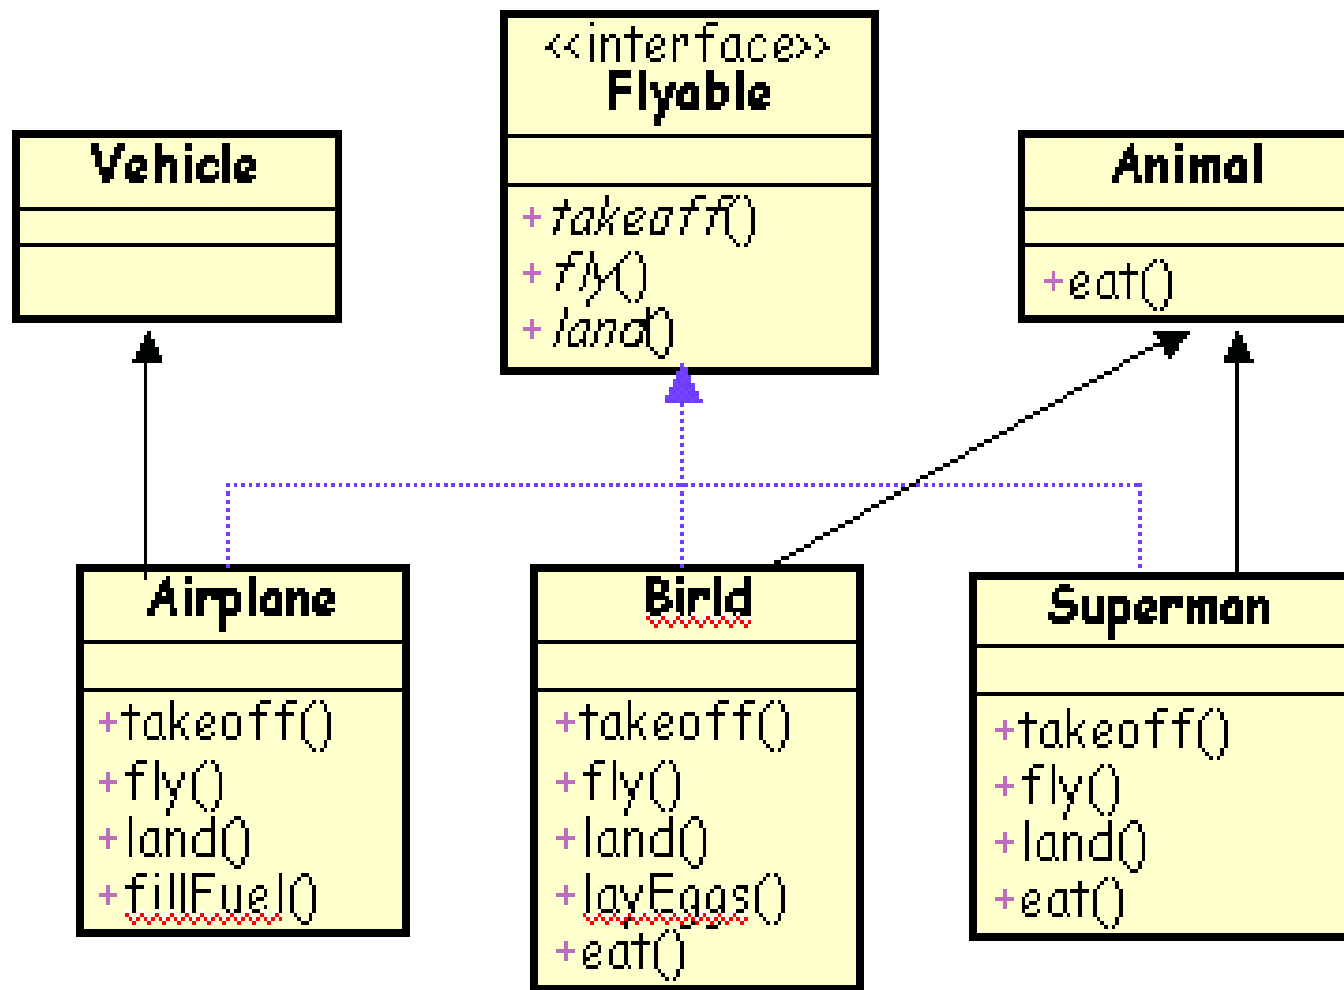 <<interface>>
Flyable
+ takeoff()
+ fly()
+ land()
Vehicle
Animal
+eat()
Airplane
+takeoff()
+fly()
+land()
+fillFuel()
Birld
+takeoff()
+fly()
+land()
+layEggs()
+eat()
Superman
+takeoff()
+fly()
+land()
+eat()